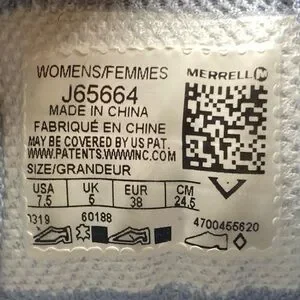 WOMENS/FEMMES MERRELL
J65664
MADE IN CHINA
FABRIQUÉ EN CHINE
MAY BE COVERED BY US PAT.
WWW.PATENTS.WWWINC.COM
SIZE/GRANDEUR
USA UK EUR CM
7.5 5 38 24.5
0319 60188 4700455620